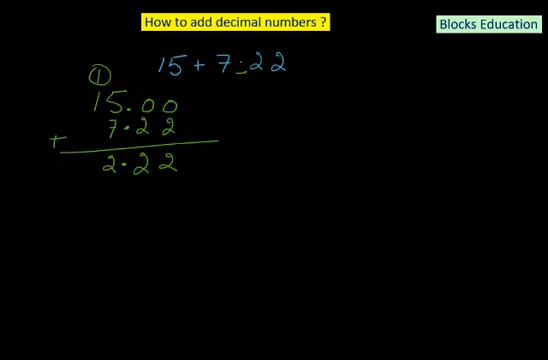 How to add decimal numbers ?
Blocks Education
15 + 7.22
1
15.00
+ 7.22
2.22